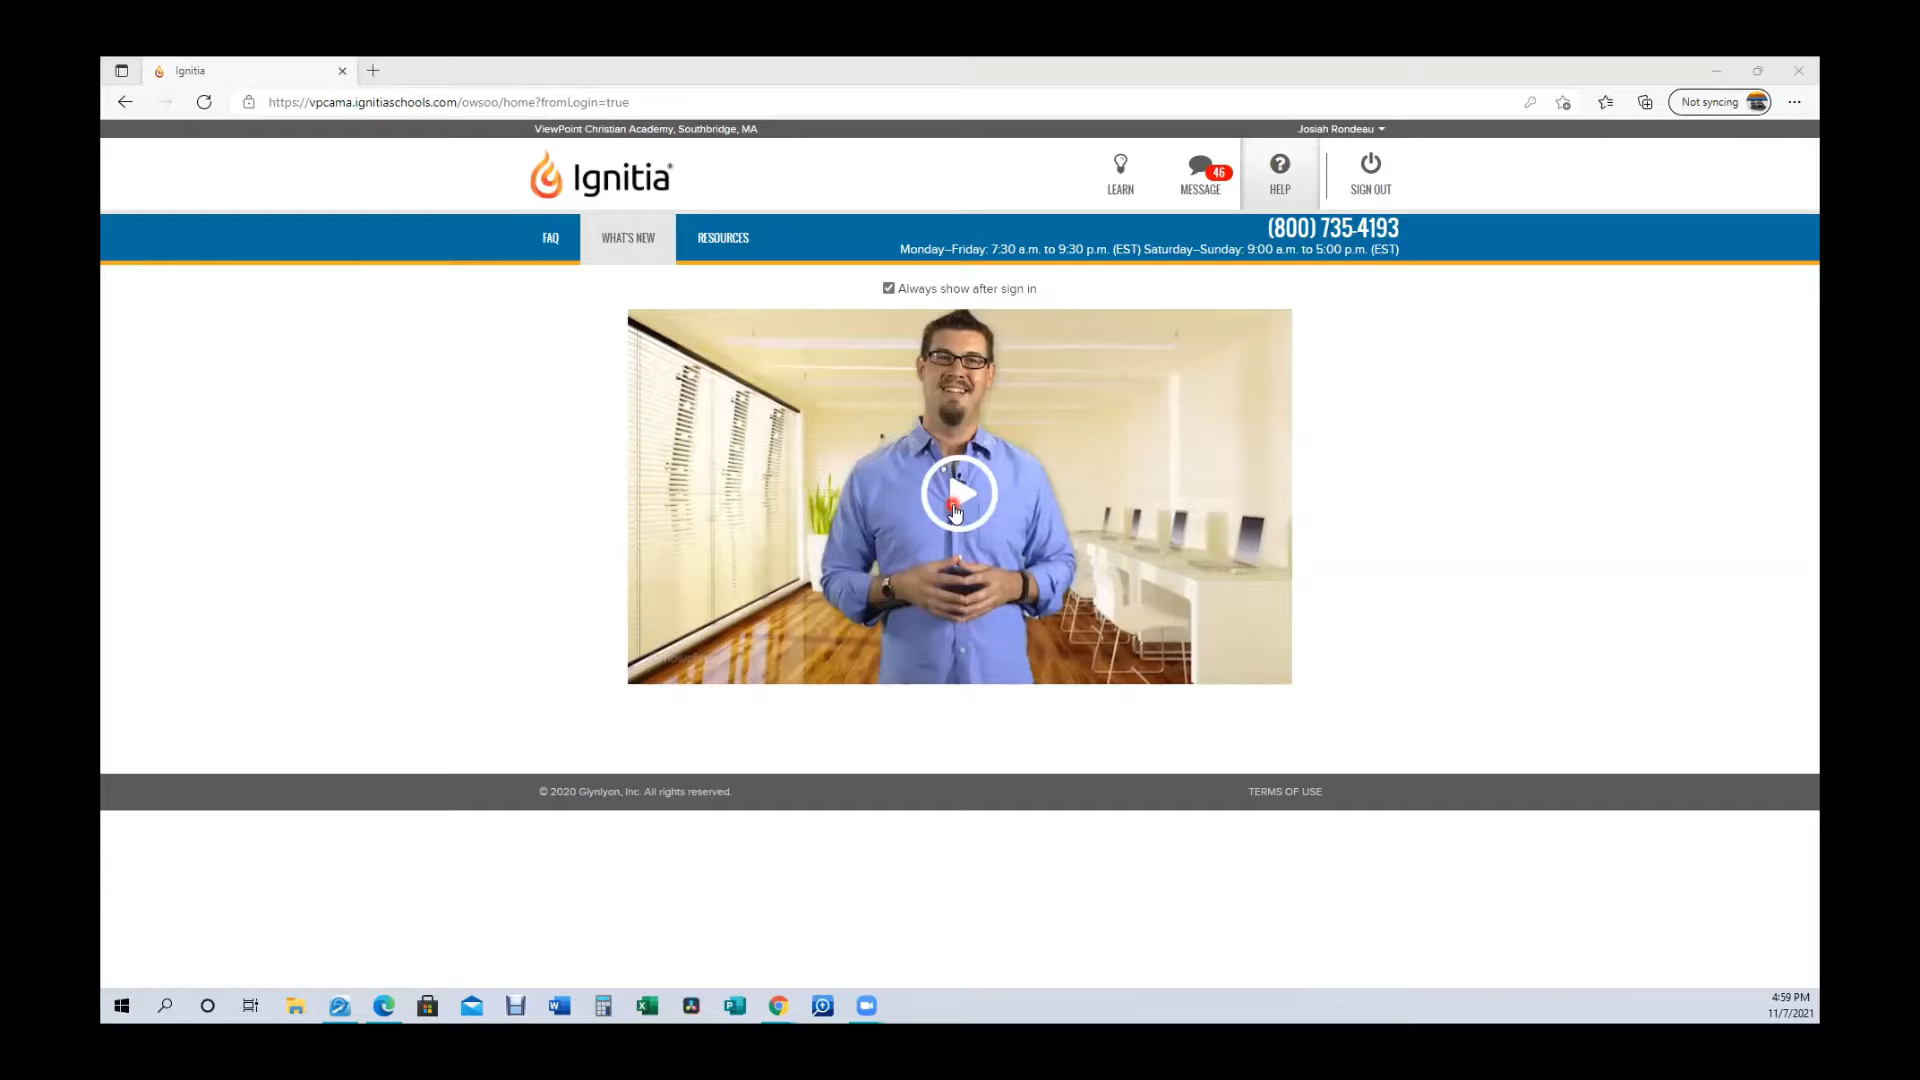 Ignitia
https://vpcama.ignitiaschools.com/owsoo/home?fromLogin=true
Not syncing
ViewPoint Christian Academy, Southbridge, MA
Josiah Rondeau
Ignitia®
LEARN
46
MESSAGE
HELP
SIGN OUT
FAQ
WHAT'S NEW
RESOURCES
(800) 735-4193
Monday–Friday: 7:30 a.m. to 9:30 p.m. (EST) Saturday–Sunday: 9:00 a.m. to 5:00 p.m. (EST)
Always show after sign in
© 2020 Glynlyon, Inc. All rights reserved.
TERMS OF USE
4:59 PM
11/7/2021